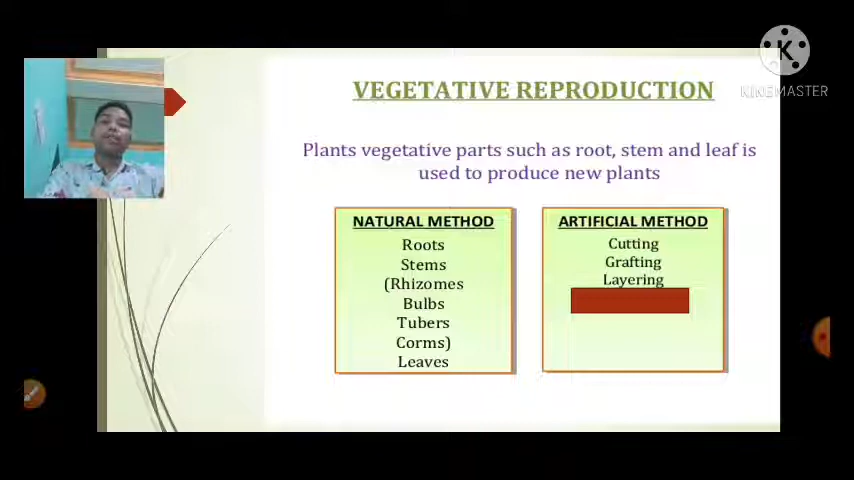 VEGETATIVE REPRODUCTION
K
KINEMASTER
Plants vegetative parts such as root, stem and leaf is
used to produce new plants
NATURAL METHOD
Roots
Stems
(Rhizomes
Bulbs
Tubers
Corms)
Leaves
ARTIFICIAL METHOD
Cutting
Grafting
Layering